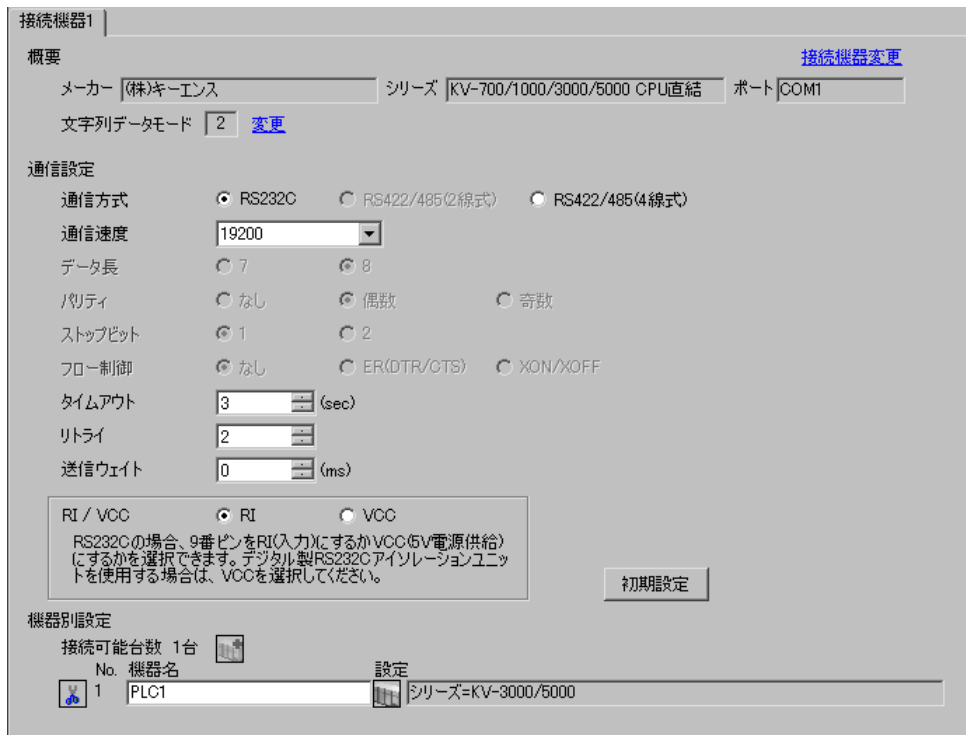 接続機器1
概要 接続機器変更
メーカー (株)キーエンス シリーズ KV-700/1000/3000/5000 CPU直結 ポート COM1
文字列データモード 2 変更
通信設定
通信方式 RS232C RS422/485(2線式) RS422/485(4線式)
通信速度 19200
データ長 7 8
パリティ なし 偶数 奇数
ストップビット 1 2
フロー制御 なし ER(DTR/CTS) XON/XOFF
タイムアウト 3 (sec)
リトライ 2
送信ウェイト 0 (ms)
RI / VCC RI VCC
RS232Cの場合、9番ピンをRI(入力)にするかVCC(5V電源供給)
にするかを選択できます。デジタル製RS232Cアイソレーションユニッ
トを使用する場合は、VCCを選択してください。
初期設定
機器別設定
接続可能台数 1台
No. 機器名 設定
1 PLC1 シリーズ=KV-3000/5000